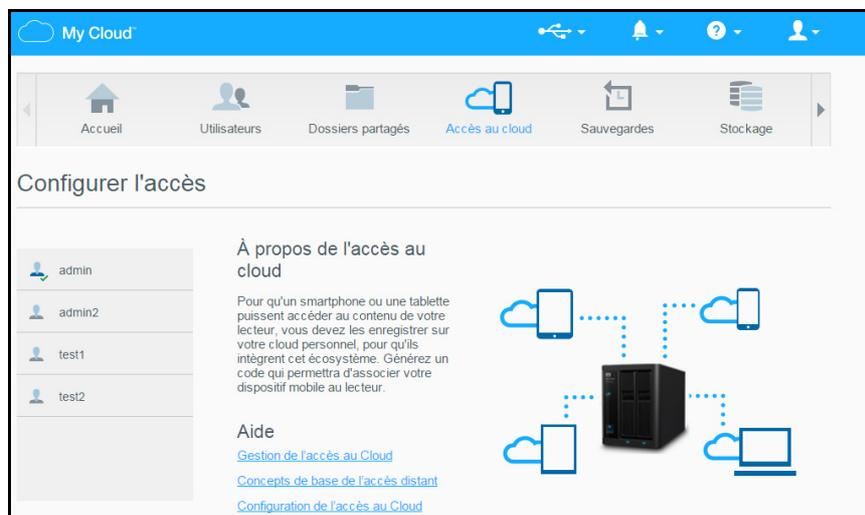 My Cloud™
Accueil
Utilisateurs
Dossiers partagés
Accès au cloud
Sauvegardes
Stockage
Configurer l'accès
admin
admin2
test1
test2
À propos de l'accès au
cloud
Pour qu'un smartphone ou une tablette
puissent accéder au contenu de votre
lecteur, vous devez les enregistrer sur
votre cloud personnel, pour qu'ils
intègrent cet écosystème. Générez un
code qui permettra d'associer votre
dispositif mobile au lecteur.
Aide
Gestion de l'accès au Cloud
Concepts de base de l'accès distant
Configuration de l'accès au Cloud